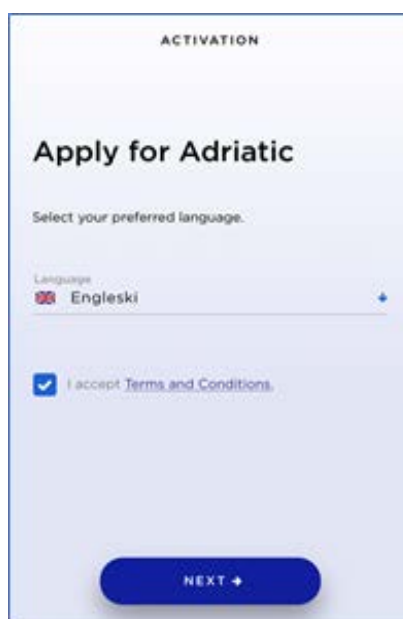 ACTIVATION
Apply for Adriatic
Select your preferred language.
Language
Engleski
I accept Terms and Conditions.
NEXT